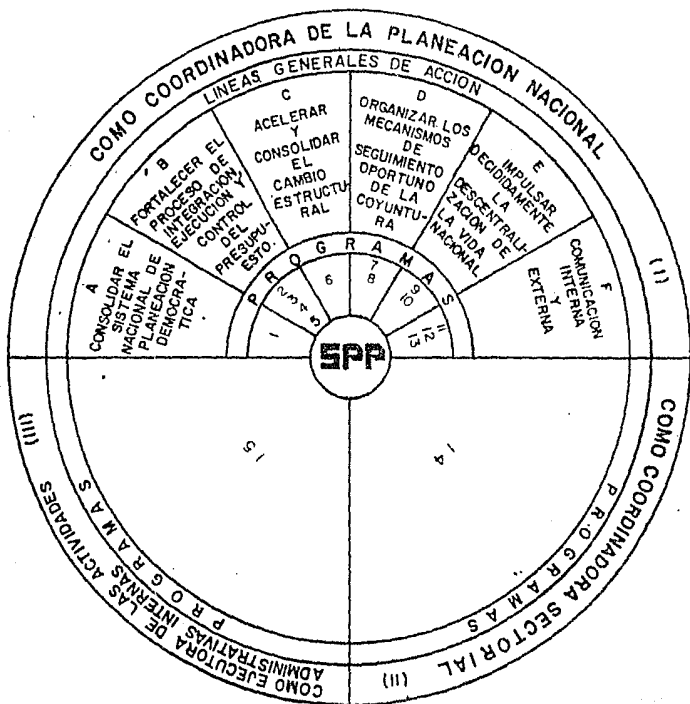 COMO COORDINADORA DE LA PLANEACION NACIONAL
(I)
LINEAS GENERALES DE ACCION
A
CONSOLIDAR EL
SISTEMA
NACIONAL DE
PLANEACION
DEMOCRA-
TICA
B
FORTALECER EL
PROCESO DE
INTEGRACION,
EJECUCION Y
CONTROL
DEL
PRESUPU-
ESTO.
C
ACELERAR
Y
CONSOLIDAR
EL
CAMBIO
ESTRUCTU-
RAL
D
ORGANIZAR LOS
MECANISMOS
DE
SEGUIMIENTO
OPORTUNO
DE LA
COYUNTU-
RA
E
IMPULSAR
DECIDIDAMENTE
LA
DESCENTRALI-
ZACION DE
LA VIDA
NACIONAL
F
COMUNICACION
INTERNA
Y
EXTERNA
PROGRAMAS
1
2 3 4
5
6
7
8
9
10
11
12
13
SPP
14
PROGRAMAS
COMO COORDINADORA SECTORIAL
(II)
15
PROGRAMAS
COMO EJECUTORA DE LAS ACTIVIDADES
ADMINISTRATIVAS INTERNAS
(III)